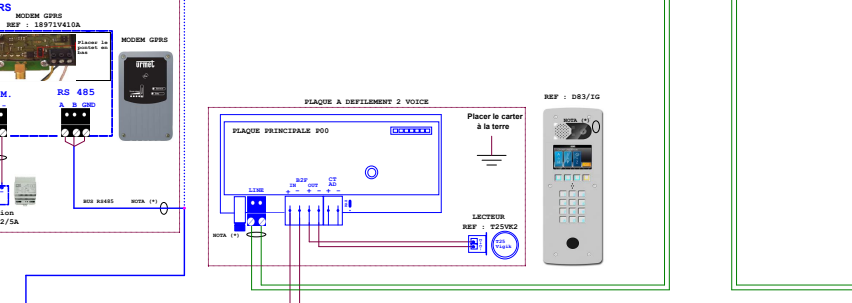 RS
MODEM GPRS
REF : 18971V410A
Placer le
pontet en
bas
MODEM GPRS
urmet
M.
-
RS 485
A B GND
BUS RS485
NOTA (*)
ion
2/5A
PLAQUE A DEFILEMENT 2 VOICE
PLAQUE PRINCIPALE P00
Placer le carter
à la terre
LINE
B2F
IN OUT
CT
AD
+ - + - + -
NOTA (*)
LECTEUR
REF : T25VK2
T25
Vigik
REF : D83/IG
NOTA (*)